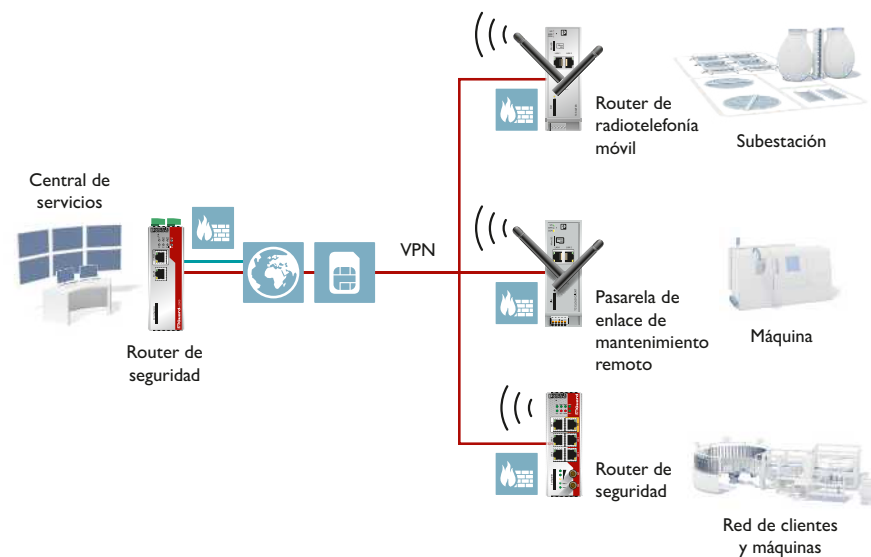 Router de
radiotelefonía
móvil
Subestación
Central de
servicios
VPN
Router de
seguridad
Pasarela de
enlace de
mantenimiento
remoto
Máquina
Router de
seguridad
Red de clientes
y máquinas